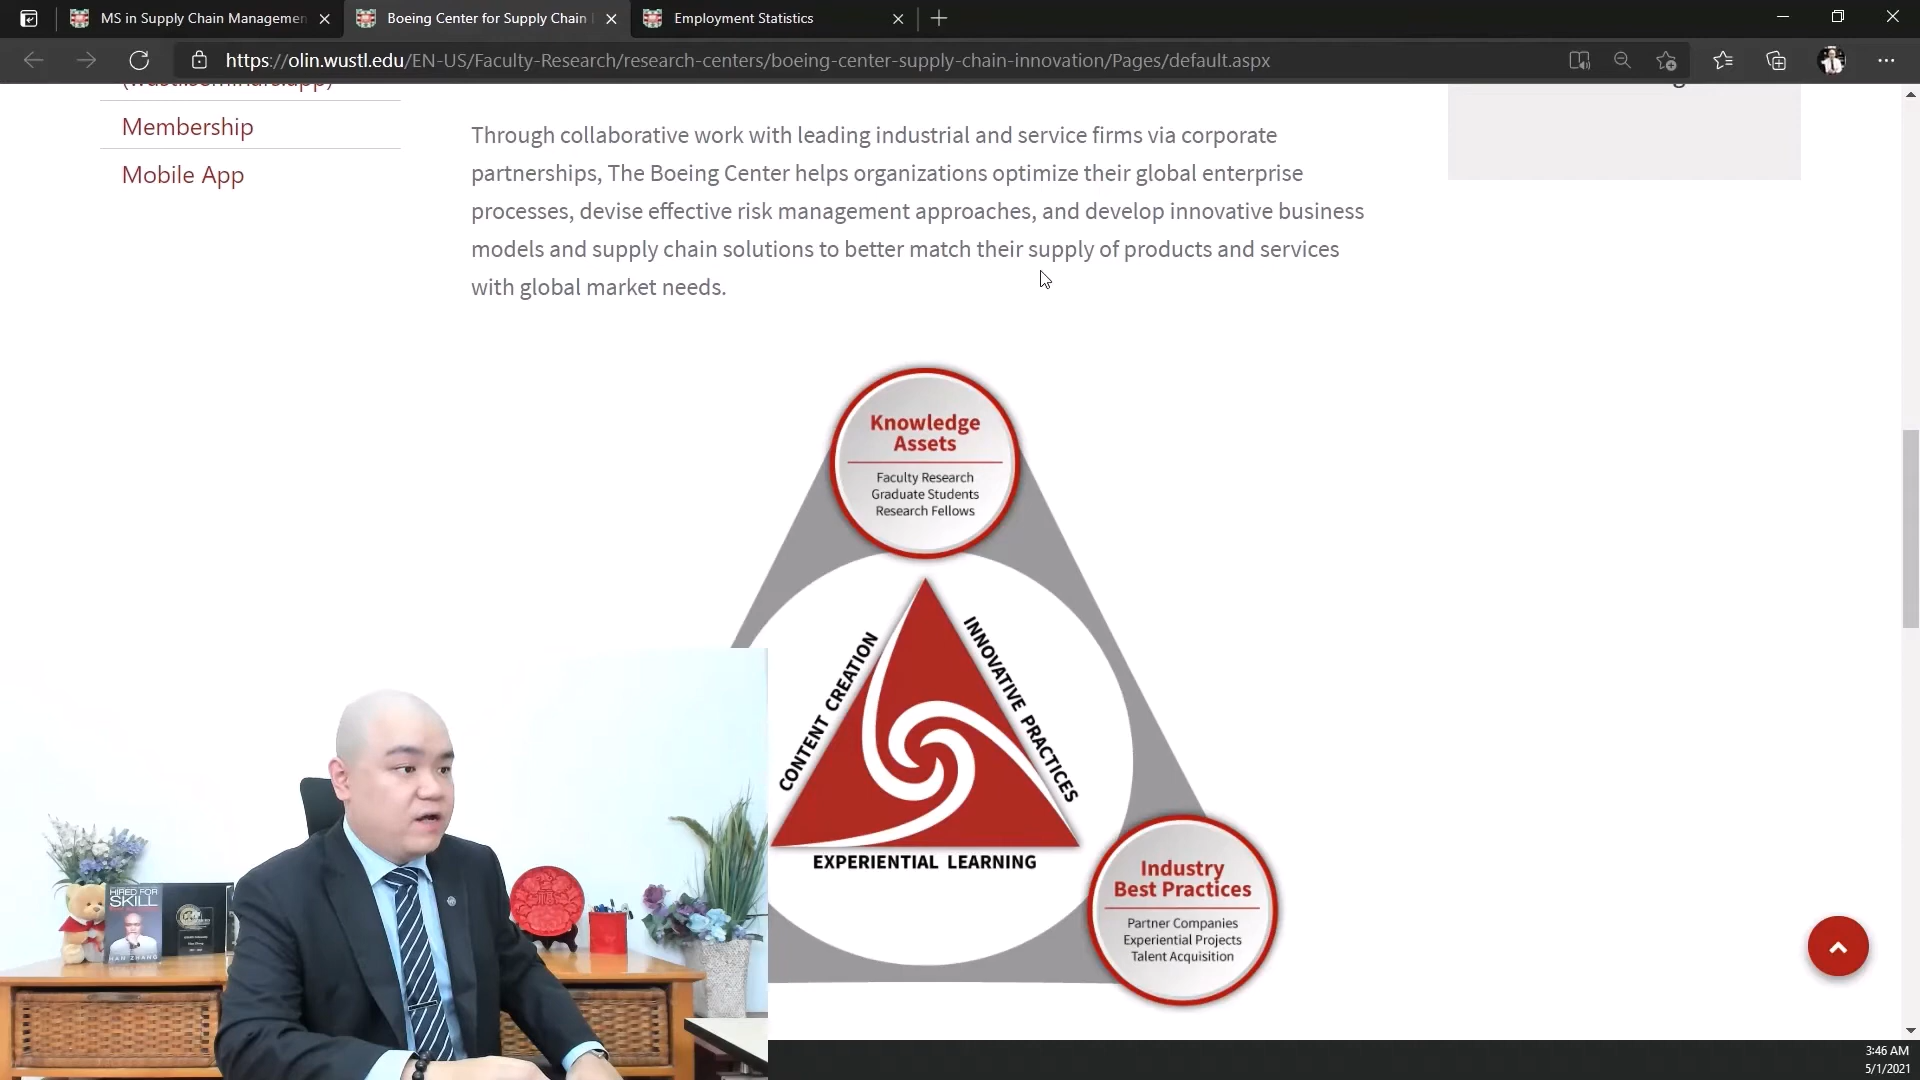 MS in Supply Chain Managemen
Boeing Center for Supply Chain
Employment Statistics
https://olin.wustl.edu/EN-US/Faculty-Research/research-centers/boeing-center-supply-chain-innovation/Pages/default.aspx
(wustl.seminars.app)
Membership
Mobile App
Through collaborative work with leading industrial and service firms via corporate
partnerships, The Boeing Center helps organizations optimize their global enterprise
processes, devise effective risk management approaches, and develop innovative business
models and supply chain solutions to better match their supply of products and services
with global market needs.
Knowledge
Assets
Faculty Research
Graduate Students
Research Fellows
CONTENT CREATION
INNOVATIVE PRACTICES
EXPERIENTIAL LEARNING
Industry
Best Practices
Partner Companies
Experiential Projects
Talent Acquisition
HIRED FOR
SKILL
HAN ZHANG
3:46 AM
5/1/2021